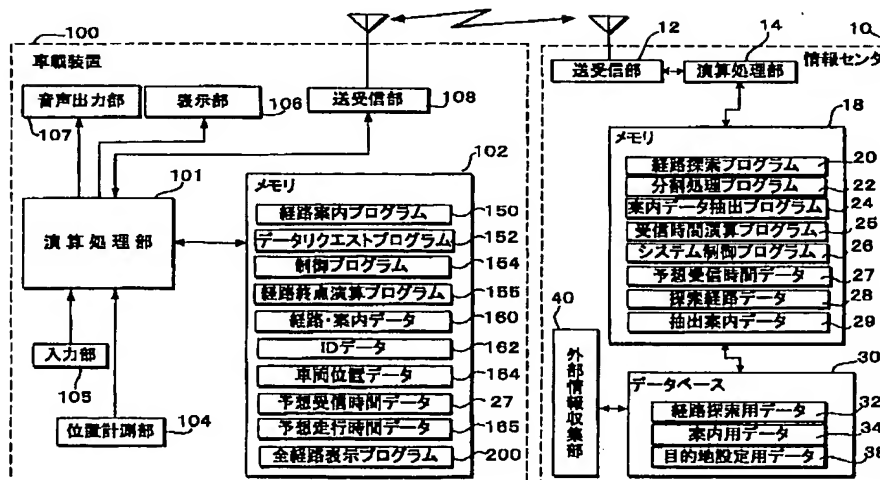 100
車載装置
音声出力部
107
表示部
106
送受信部
108
101
演算処理部
102
メモリ
経路案内プログラム
150
データリクエストプログラム
152
制御プログラム
154
経路終点演算プログラム
155
経路・案内データ
160
IDデータ
162
車両位置データ
164
予想受信時間データ
27
予想走行時間データ
165
全経路表示プログラム
200
入力部
105
位置計測部
104
10
情報センタ
12
送受信部
14
演算処理部
18
メモリ
経路探索プログラム
20
分割処理プログラム
22
案内データ抽出プログラム
24
受信時間演算プログラム
25
システム制御プログラム
26
予想受信時間データ
27
探索経路データ
28
抽出案内データ
29
40
外部情報収集部
30
データベース
経路探索用データ
32
案内用データ
34
目的地設定用データ
38